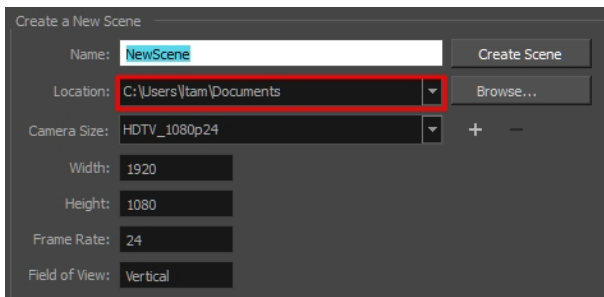 Create a New Scene
Name: NewScene Create Scene
Location: C:\Users\ltam\Documents Browse...
Camera Size: HDTV_1080p24
Width: 1920
Height: 1080
Frame Rate: 24
Field of View: Vertical